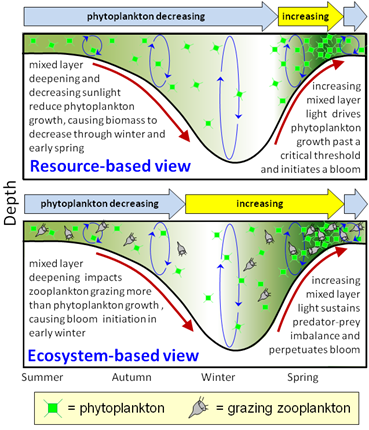 phytoplankton decreasing
increasing
mixed layer
deepening and
decreasing sunlight
reduce phytoplankton
growth, causing biomass to
decrease through winter and
early spring
increasing
mixed layer
light drives
phytoplankton
growth past a
critical threshold
and initiates a bloom
Resource-based view
Depth
phytoplankton decreasing
increasing
mixed layer
deepening impacts
zooplankton grazing more
than phytoplankton growth,
causing bloom initiation in
early winter
increasing
mixed layer
light sustains
predator-prey
imbalance and
perpetuates bloom
Ecosystem-based view
Summer Autumn Winter Spring
= phytoplankton = grazing zooplankton